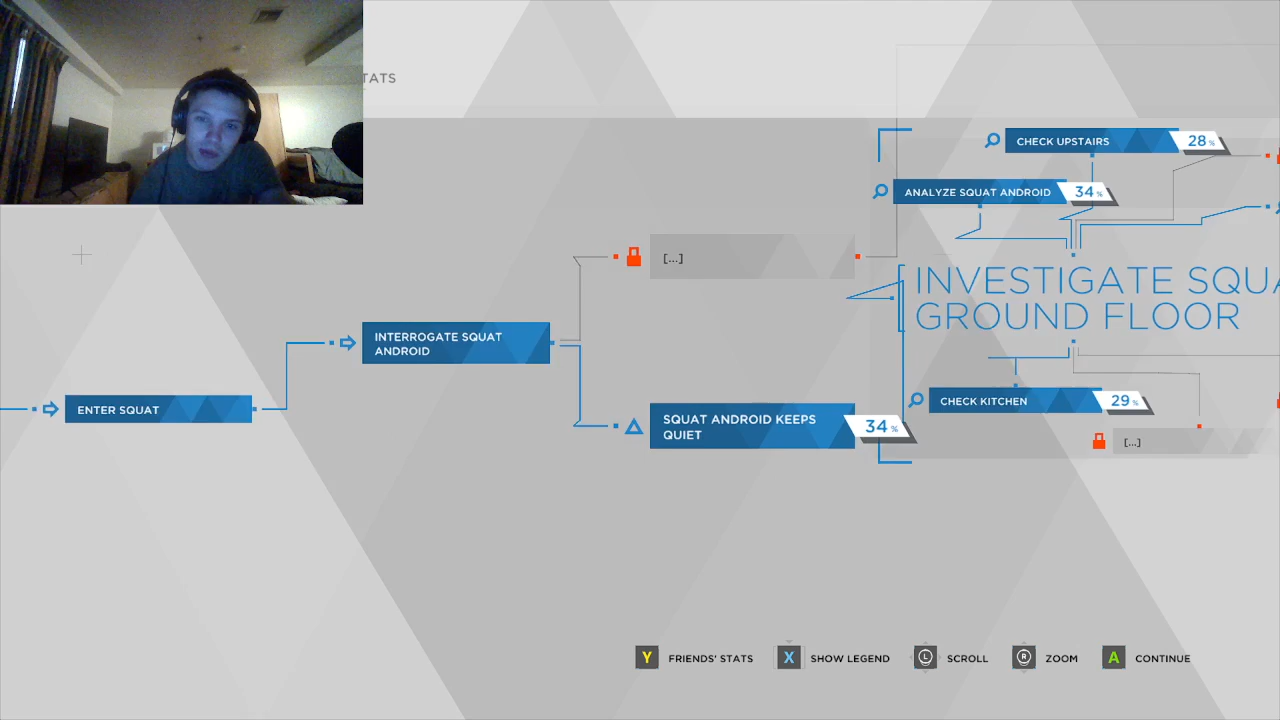 TATS
CHECK UPSTAIRS 28%
ANALYZE SQUAT ANDROID 34%
[...]
INVESTIGATE SQUA
GROUND FLOOR
INTERROGATE SQUAT
ANDROID
ENTER SQUAT
CHECK KITCHEN 29%
SQUAT ANDROID KEEPS
QUIET
34%
[...]
Y FRIENDS' STATS X SHOW LEGEND L SCROLL R ZOOM A CONTINUE